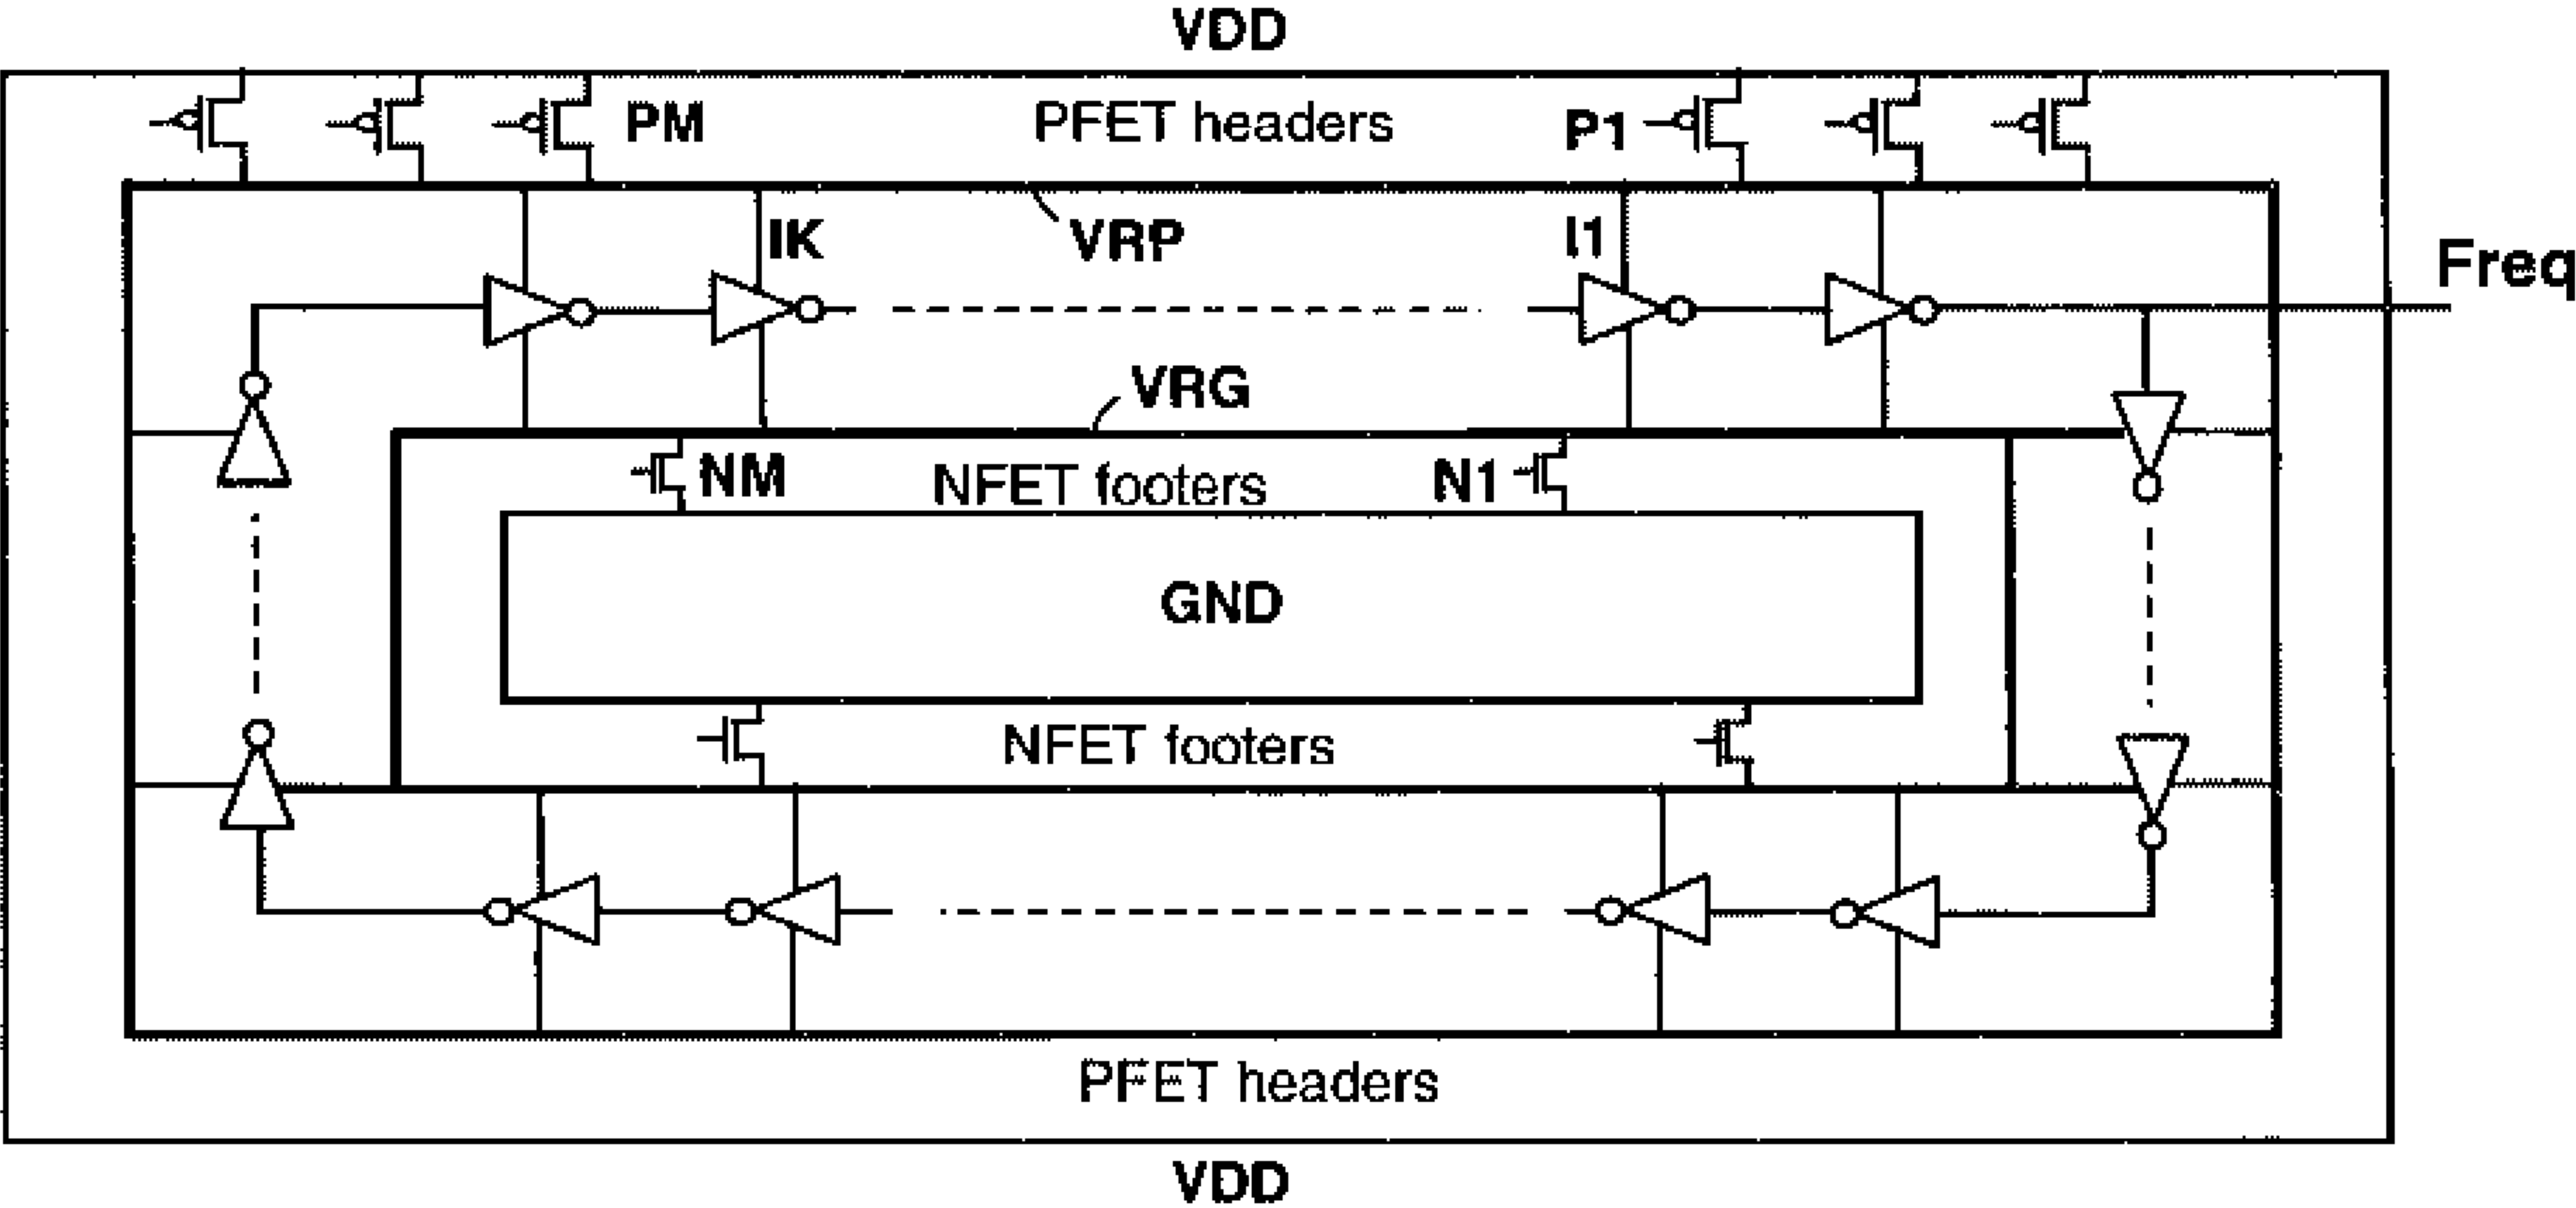 VDD
PM
PFET headers
P1
IK
VRP
I1
Freq
VRG
NM
NFET footers
N1
GND
NFET footers
PFET headers
VDD